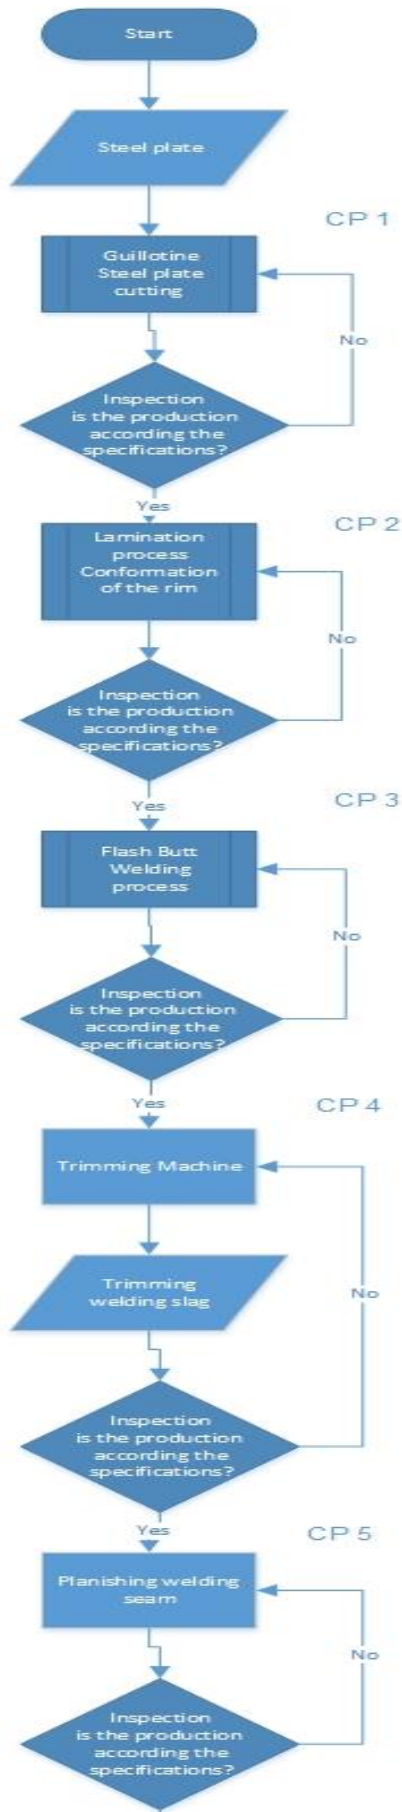 Start
Steel plate
CP 1
Guillotine
Steel plate
cutting
No
Inspection
is the production
according the
specifications?
Yes
CP 2
Lamination
process
Conformation
of the rim
No
Inspection
is the production
according the
specifications?
Yes
CP 3
Flash Butt
Welding
process
No
Inspection
is the production
according the
specifications?
Yes
CP 4
Trimming Machine
Trimming
welding slag
No
Inspection
is the production
according the
specifications?
Yes
CP 5
Planishing welding
seam
No
Inspection
is the production
according the
specifications?